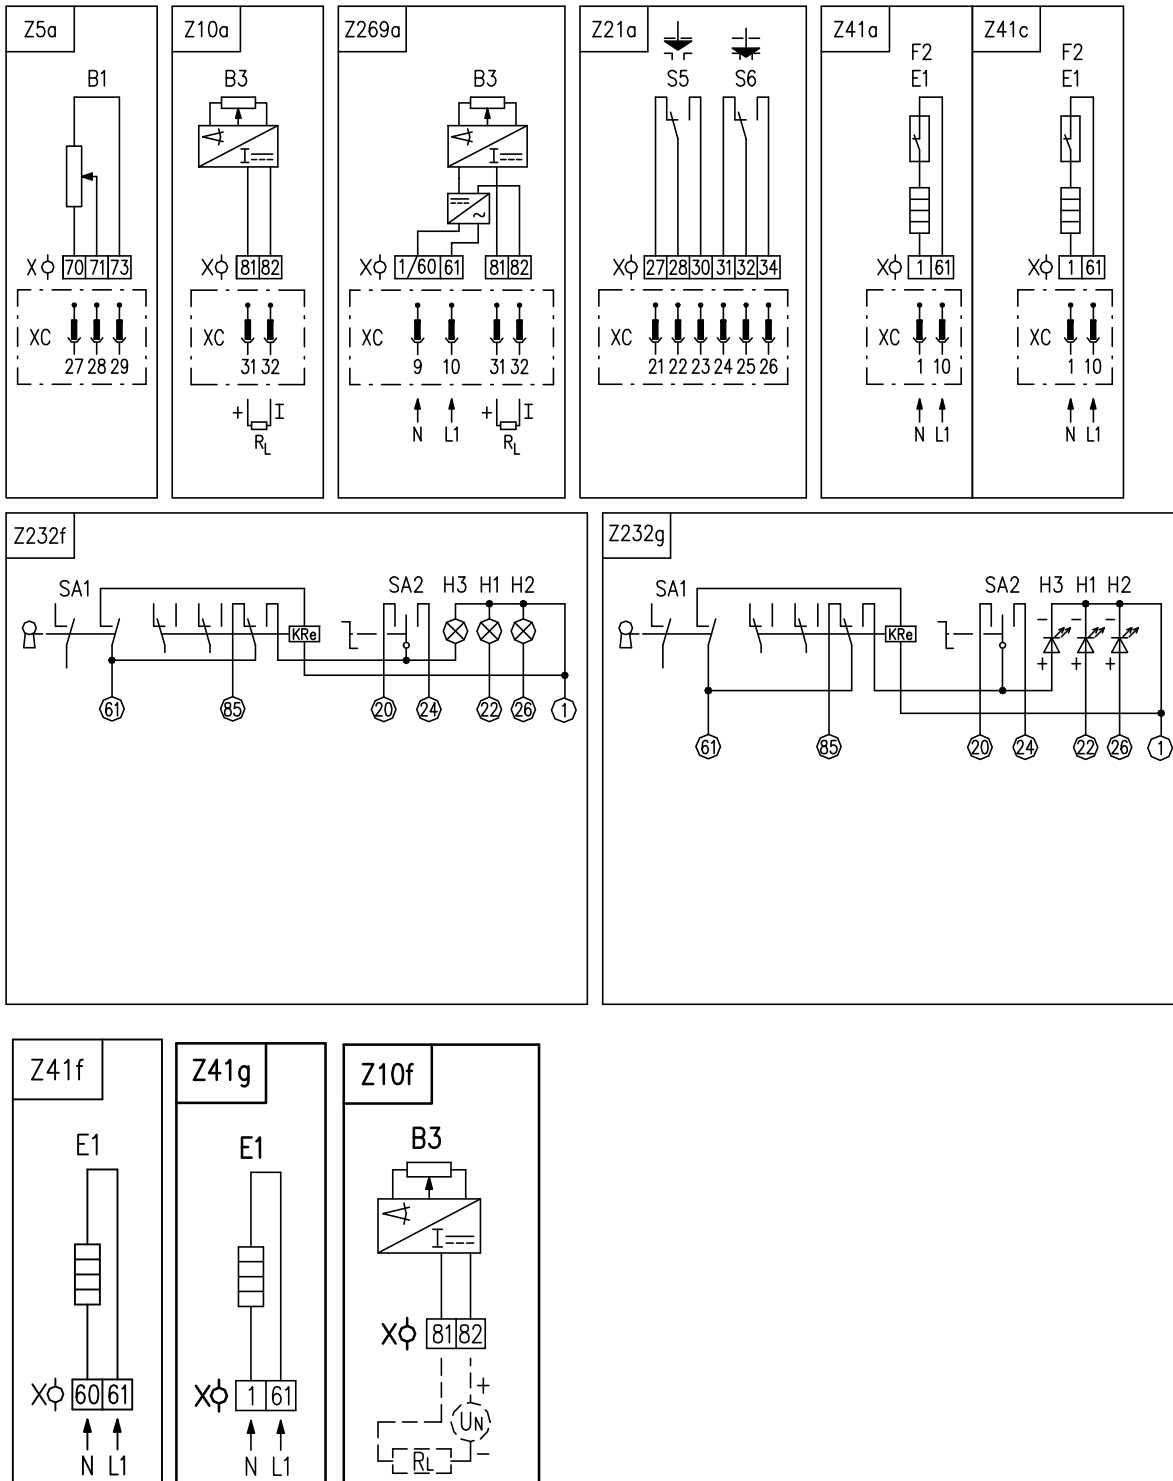 Z5a
B1
X 70 71 73
XC
27 28 29
Z10a
B3
I
X 81 82
XC
31 32
+ I
RL
Z269a
B3
I
~
X 1/60 61 81 82
XC
9 10 31 32
+ I
N L1 RL
Z21a
S5 S6
X 27 28 30 31 32 34
XC
21 22 23 24 25 26
Z41a
F2
E1
X 1 61
XC
1 10
N L1
Z41c
F2
E1
X 1 61
XC
1 10
N L1
Z232f
SA1 SA2 H3 H1 H2
KRe
61 85 20 24 22 26 1
Z232g
SA1 SA2 H3 H1 H2
- - -
KRe
+ + +
61 85 20 24 22 26 1
Z41f
E1
X 60 61
N L1
Z41g
E1
X 1 61
N L1
Z10f
B3
I
X 81 82
+
UN
-
RL